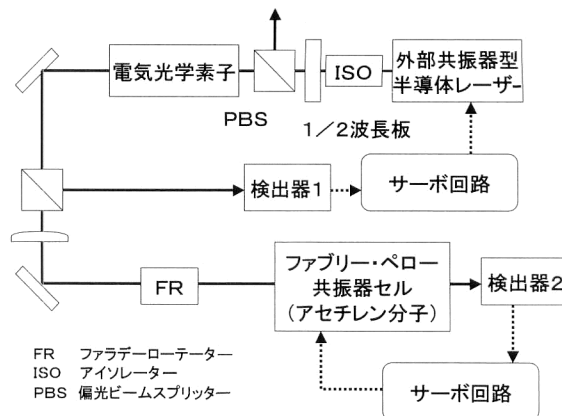 電気光学素子
ISO
外部共振器型
半導体レーザー
PBS
1/2波長板
検出器1
サーボ回路
FR
ファブリー・ペロー
共振器セル
(アセチレン分子)
検出器2
サーボ回路
FR ファラデーローテーター
ISO アイソレーター
PBS 偏光ビームスプリッター